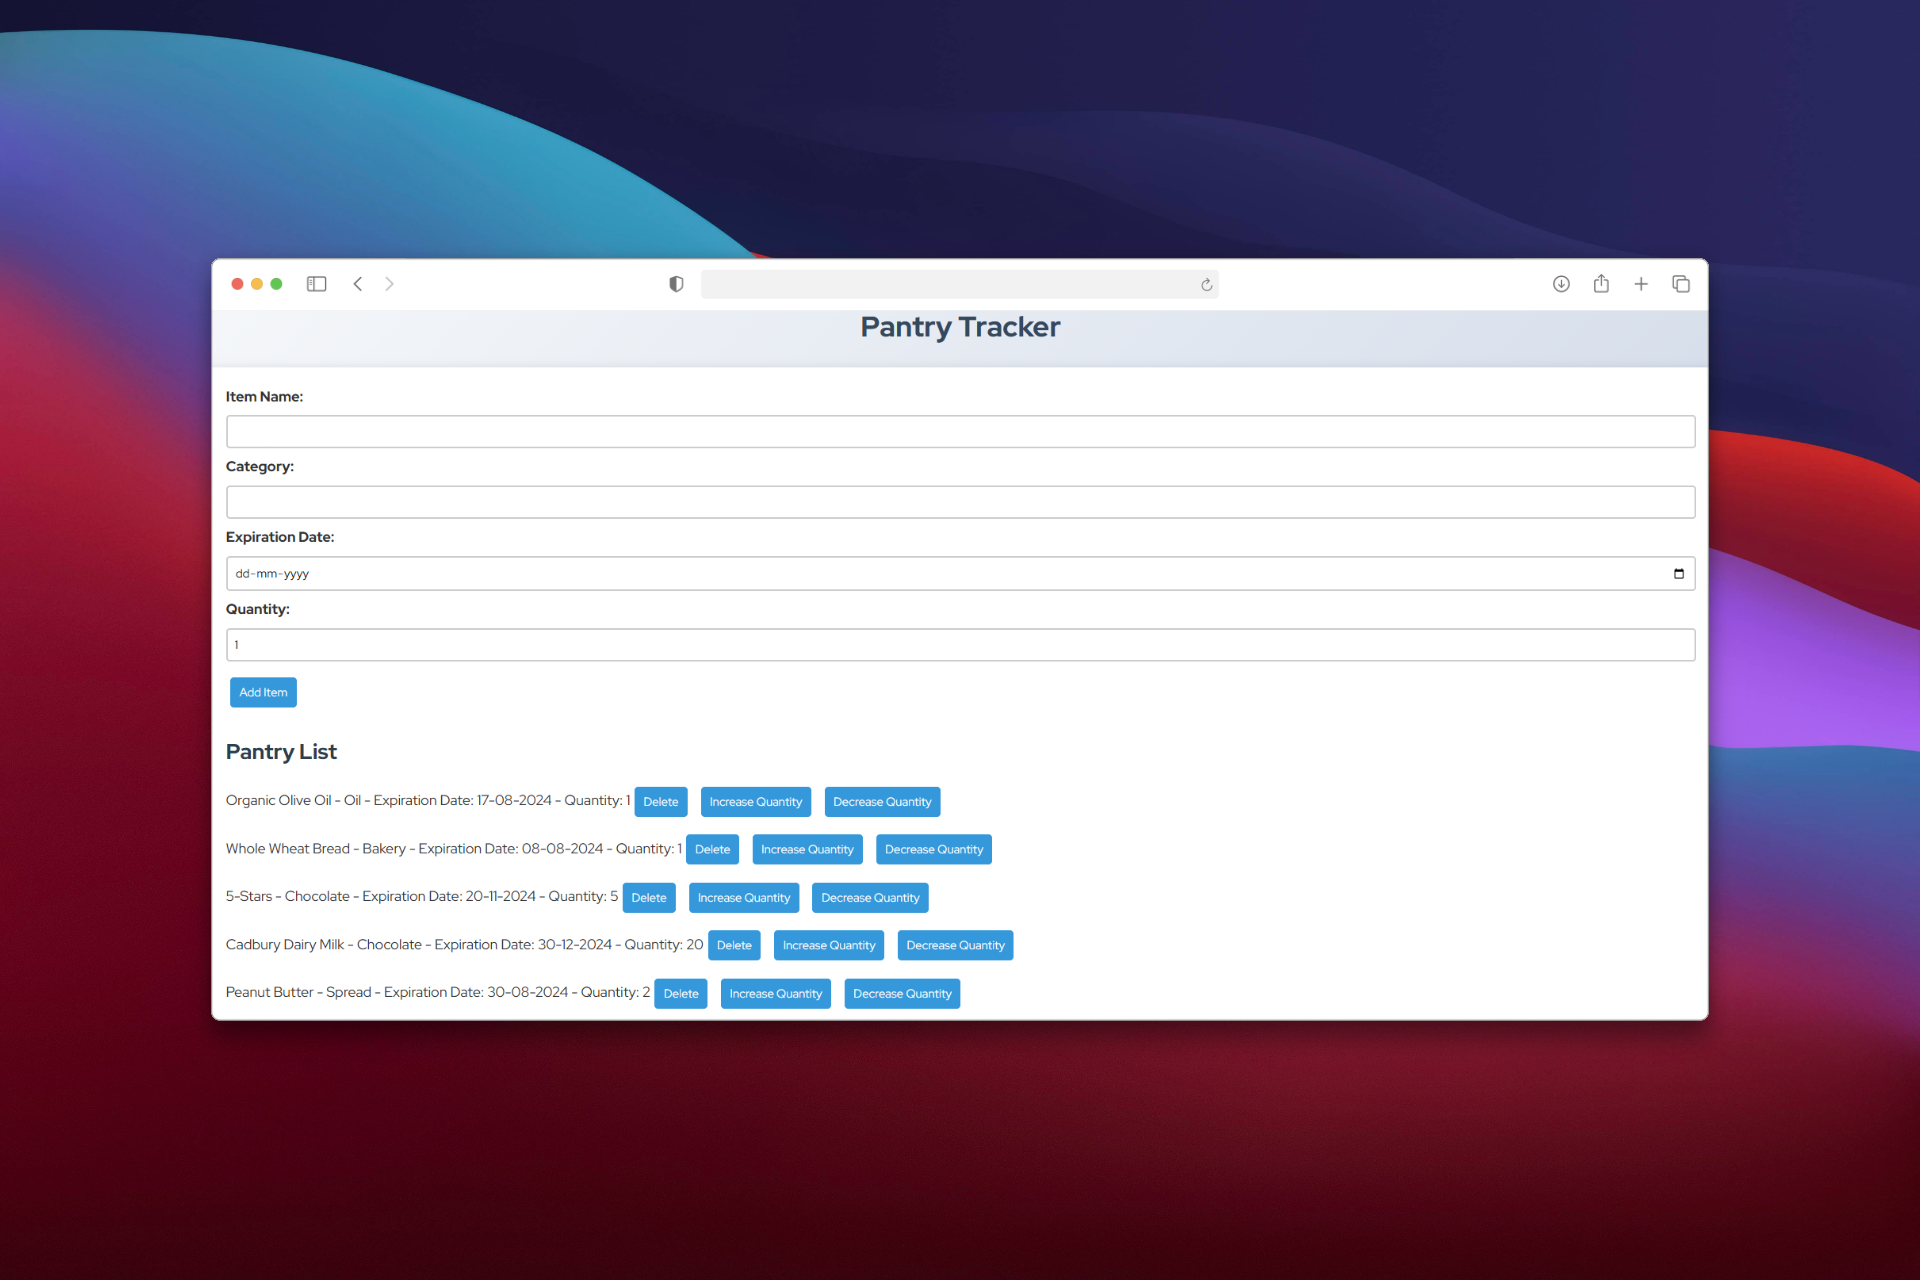 Pantry Tracker
Item Name:
Category:
Expiration Date:
dd-mm-yyyy
Quantity:
1
Add Item
Pantry List
Organic Olive Oil - Oil - Expiration Date: 17-08-2024 - Quantity: 1 Delete Increase Quantity Decrease Quantity
Whole Wheat Bread - Bakery - Expiration Date: 08-08-2024 - Quantity: 1 Delete Increase Quantity Decrease Quantity
5-Stars - Chocolate - Expiration Date: 20-11-2024 - Quantity: 5 Delete Increase Quantity Decrease Quantity
Cadbury Dairy Milk - Chocolate - Expiration Date: 30-12-2024 - Quantity: 20 Delete Increase Quantity Decrease Quantity
Peanut Butter - Spread - Expiration Date: 30-08-2024 - Quantity: 2 Delete Increase Quantity Decrease Quantity